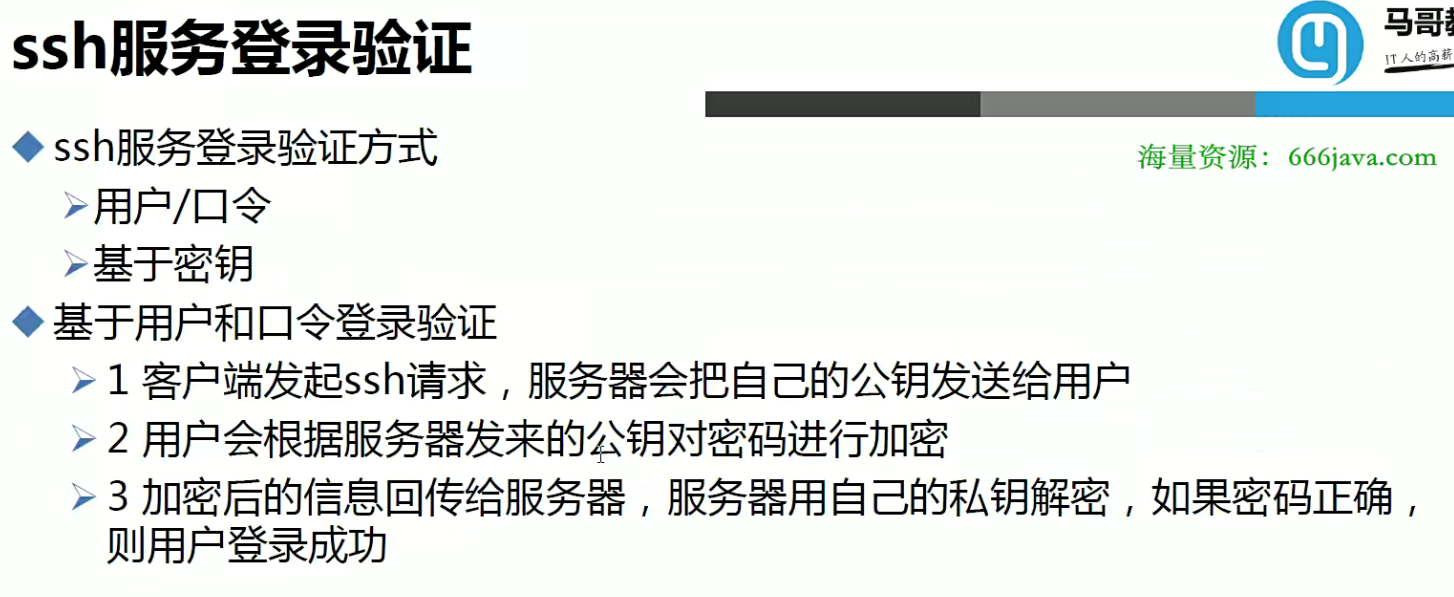 ssh服务登录验证
马哥教
IT人的高薪
海量资源：666java.com
ssh服务登录验证方式
用户/口令
基于密钥
基于用户和口令登录验证
1 客户端发起ssh请求，服务器会把自己的公钥发送给用户
2 用户会根据服务器发来的公钥对密码进行加密
3 加密后的信息回传给服务器，服务器用自己的私钥解密，如果密码正确，
则用户登录成功